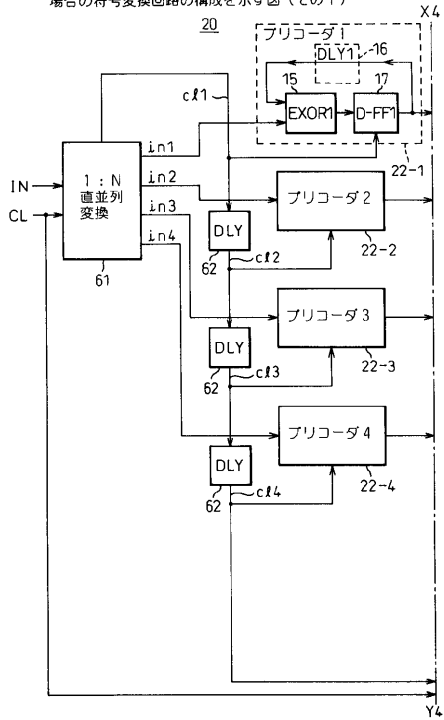 場合の符号変換回路の構成を示す図（その1）
20
X4
プリコーダ1
DLY1
16
15
17
EXOR1
D-FF1
22-1
cl1
in1
in2
in3
in4
IN
CL
1:N
直並列
変換
61
プリコーダ2
22-2
DLY
62
cl2
プリコーダ3
22-3
DLY
62
cl3
プリコーダ4
22-4
DLY
62
cl4
Y4